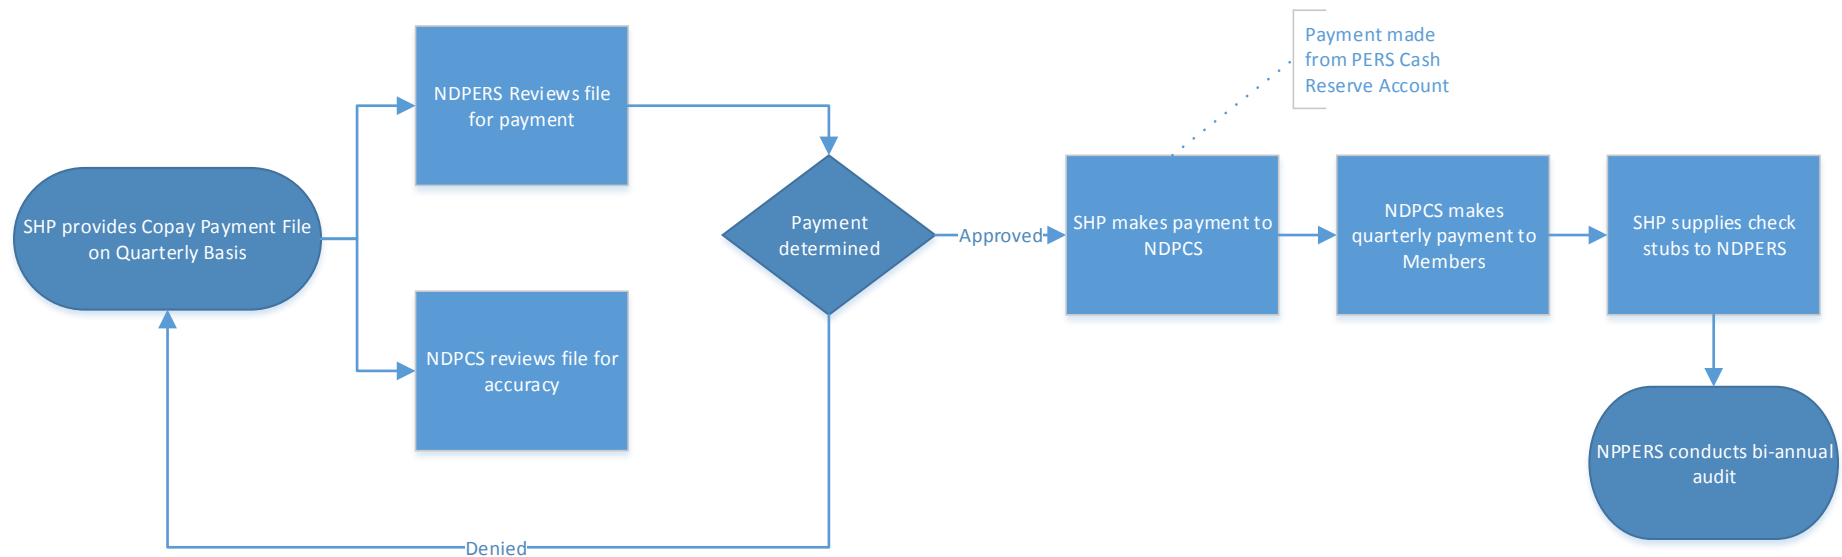 Payment made
from PERS Cash
Reserve Account
NDPERS Reviews file
for payment
SHP provides Copay Payment File
on Quarterly Basis
Payment
determined
Approved
SHP makes payment to
NDPCS
NDPCS makes
quarterly payment to
Members
SHP supplies check
stubs to NDPERS
NDPCS reviews file for
accuracy
NPPERS conducts bi-annual
audit
Denied